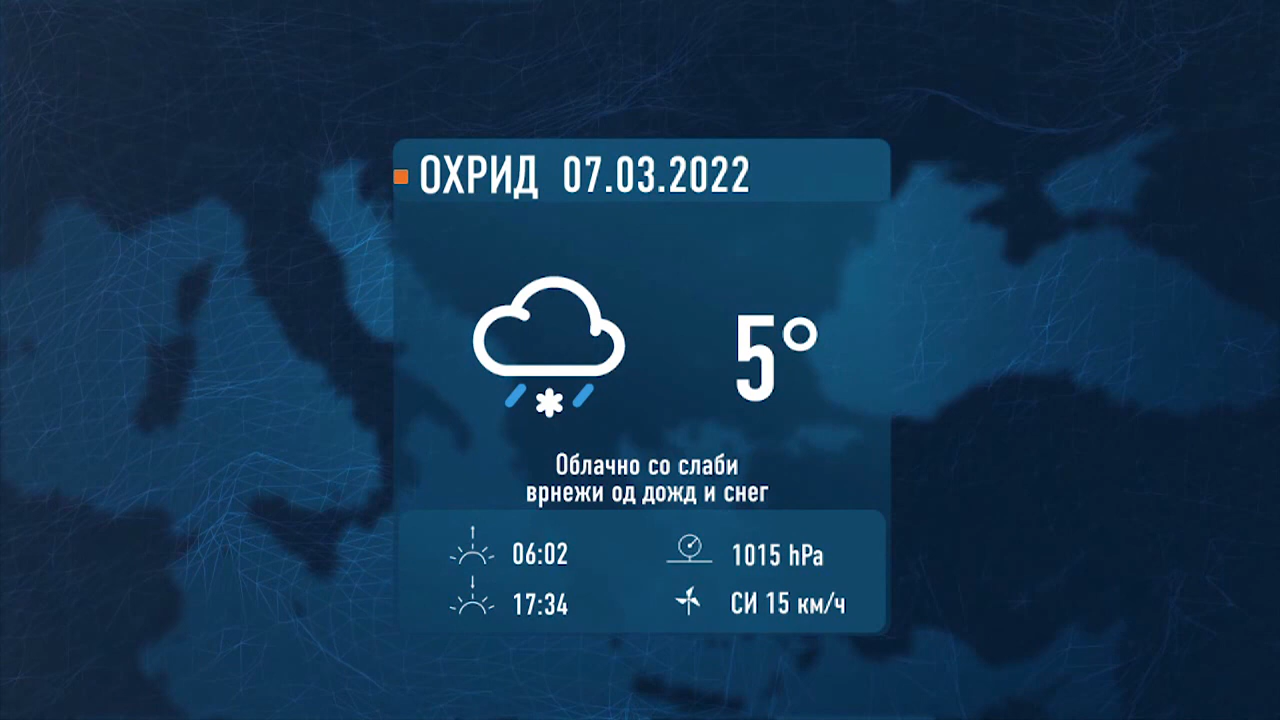 ОХРИД 07.03.2022
5°
Облачно со слаби
врнежи од дожд и снег
06:02
1015 hPa
17:34
СИ 15 км/ч